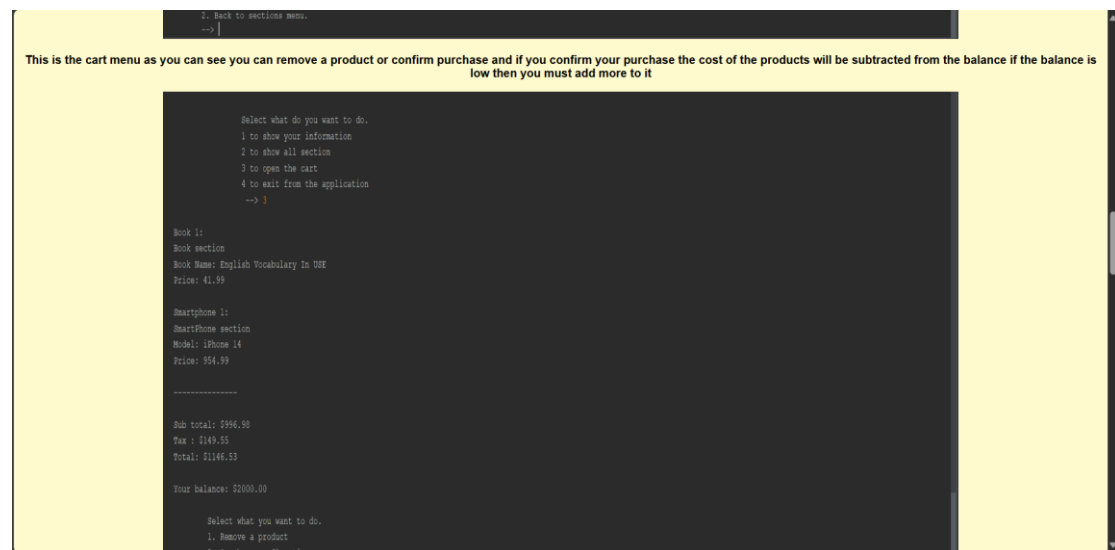 2. Back to sections menu.
-->
This is the cart menu as you can see you can remove a product or confirm purchase and if you confirm your purchase the cost of the products will be subtracted from the balance if the balance is
low then you must add more to it
Select what do you want to do.
1 to show your information
2 to show all section
3 to open the cart
4 to exit from the application
--> 3
Book 1:
Book section
Book Name: English Vocabulary In USE
Price: 41.99
Smartphone 1:
SmartPhone section
Model: iPhone 14
Price: 954.99
---------------
Sub total: $996.98
Tax : $149.55
Total: $1146.53
Your balance: $2000.00
Select what you want to do.
1. Remove a product